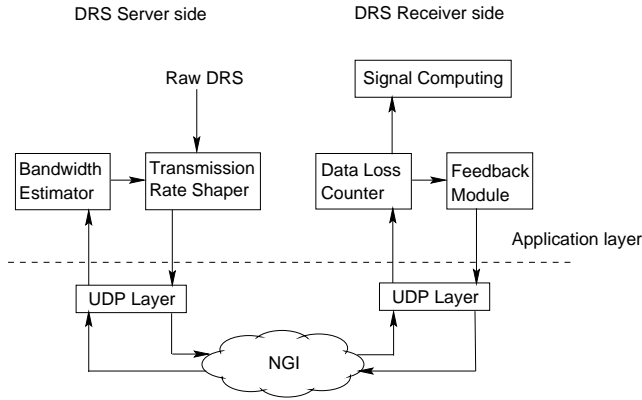 DRS Server side
DRS Receiver side
Raw DRS
Signal Computing
Bandwidth
Estimator
Transmission
Rate Shaper
Data Loss
Counter
Feedback
Module
Application layer
UDP Layer
UDP Layer
NGI